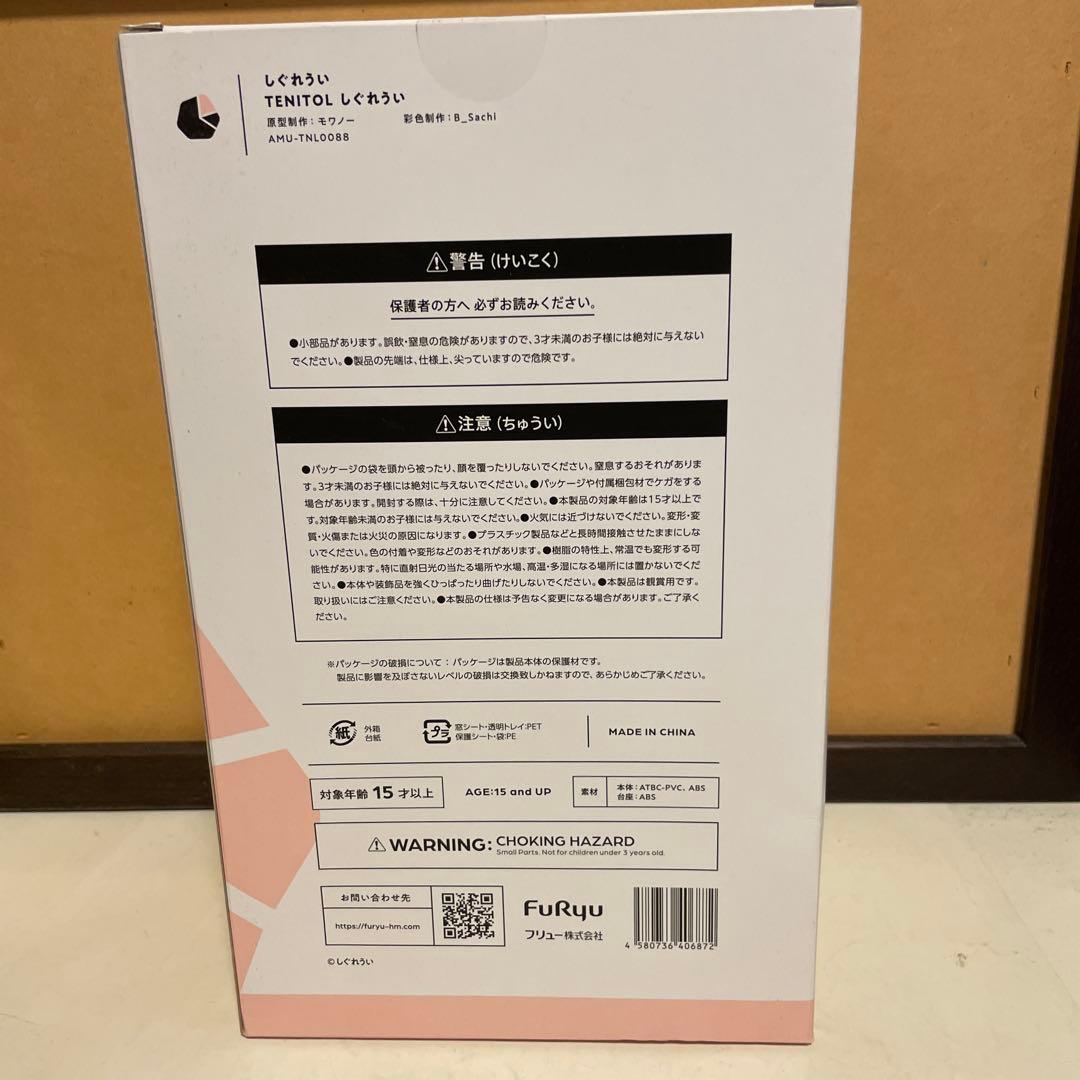 しぐれうい
TENITOL しぐれうい
原型制作：モワノー 彩色制作：B_Sachi
AMU-TNL0088
⚠警告（けいこく）
保護者の方へ 必ずお読みください。
●小部品があります。誤飲・窒息の危険がありますので、3才未満のお子様には絶対に与えない
でください。●製品の先端は、仕様上、尖っていますので危険です。
⚠注意（ちゅうい）
●パッケージの袋を頭から被ったり、顔を覆ったりしないでください。窒息するおそれがありま
す。3才未満のお子様には絶対に与えないでください。●パッケージや付属梱包材でケガをする
場合があります。開封する際は、十分に注意してください。●本製品の対象年齢は15才以上で
す。対象年齢未満のお子様には与えないでください。●火気には近づけないでください。変形・変
質・火傷または火災の原因になります。●プラスチック製品などと長時間接触させたままにしな
いでください。色の付着や変形などのおそれがあります。●樹脂の特性上、常温でも変形する可
能性があります。特に直射日光の当たる場所や水場、高温・多湿になる場所には置かないでくだ
さい。●本体や装飾品を強くひっぱったり曲げたりしないでください。●本製品は観賞用です。
取り扱いにはご注意ください。●本製品の仕様は予告なく変更になる場合があります。ご了承く
ださい。
※パッケージの破損について：パッケージは製品本体の保護材です。
製品に影響を及ぼさないレベルの破損は交換致しかねますので、あらかじめご了承ください。
紙 外箱
台紙
プラ 窓シート・透明トレイ:PET
保護シート・袋:PE
MADE IN CHINA
対象年齢 15 才以上
AGE:15 and UP
素材
本体：ATBC-PVC、ABS
台座：ABS
⚠WARNING: CHOKING HAZARD
Small Parts. Not for children under 3 years old.
お問い合わせ先
https://furyu-hm.com
FuRyu
フリュー株式会社
4 580736 406872
©しぐれうい